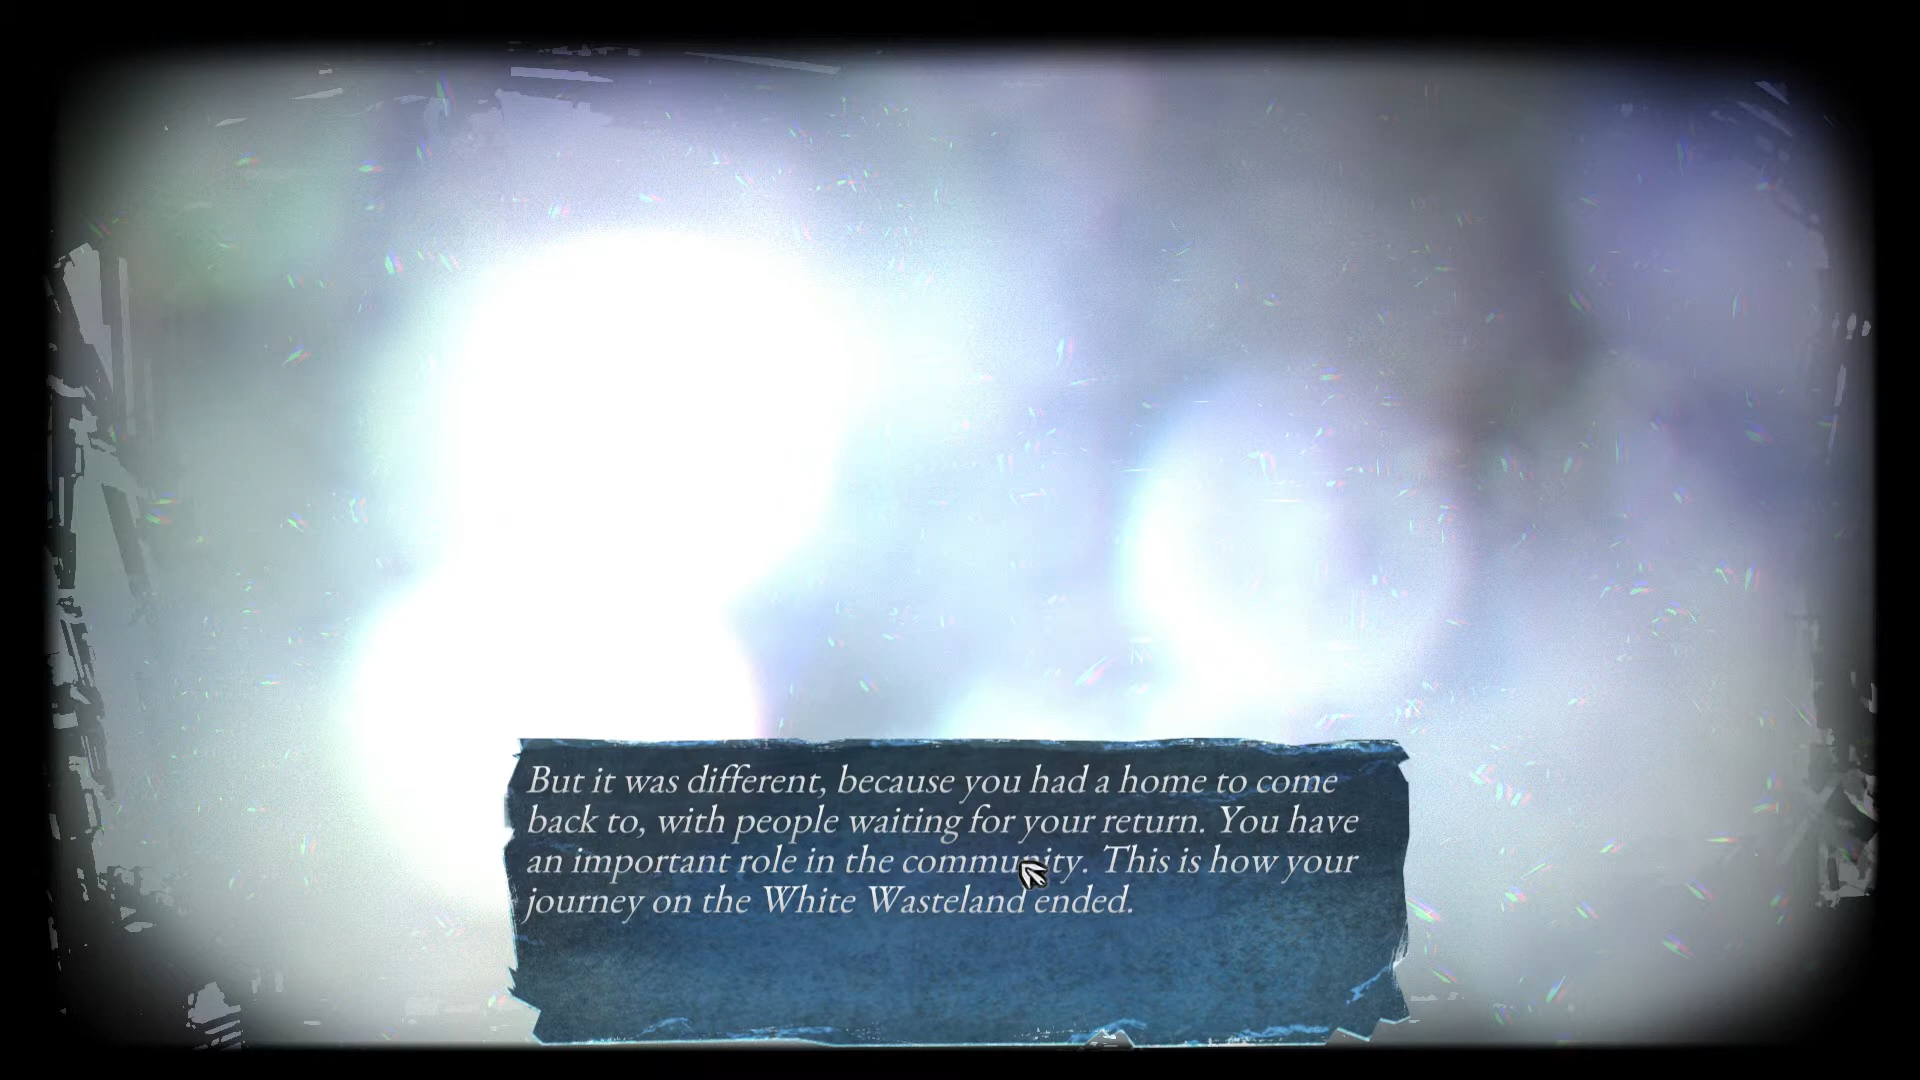 But it was different, because you had a home to come
back to, with people waiting for your return. You have
an important role in the community. This is how your
journey on the White Wasteland ended.